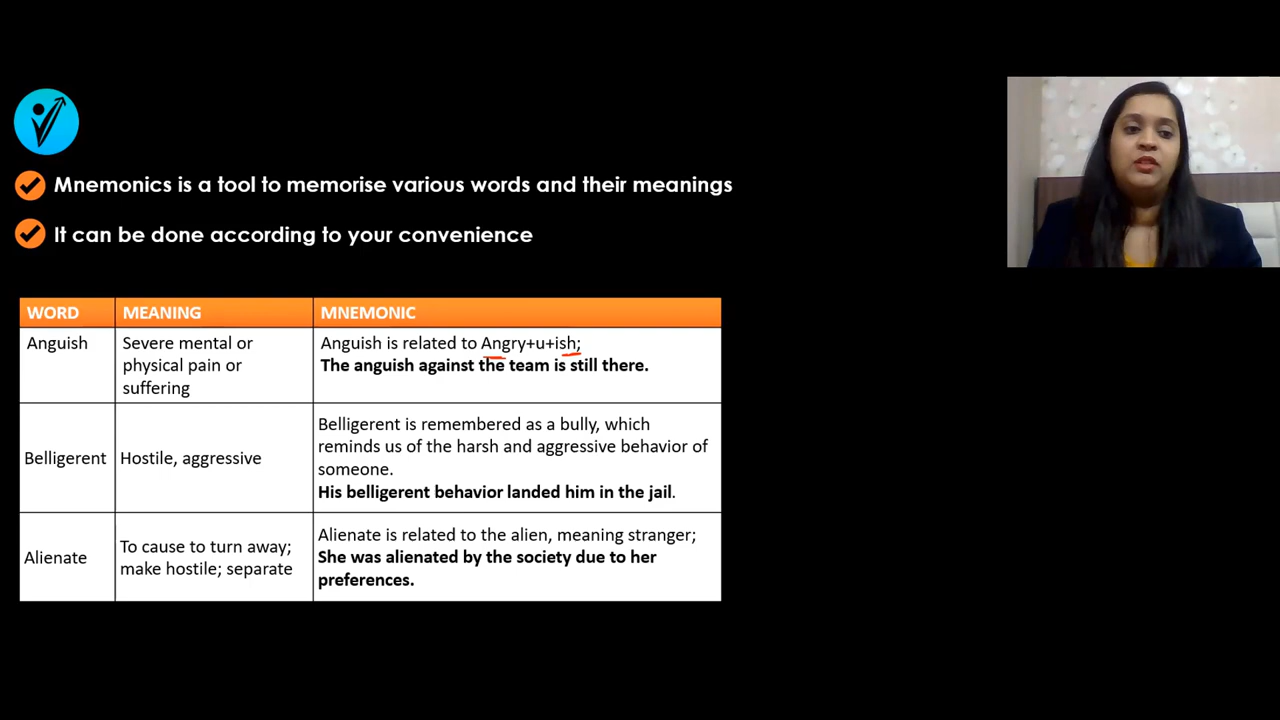 Mnemonics is a tool to memorise various words and their meanings
It can be done according to your convenience
WORD MEANING MNEMONIC
Anguish
Severe mental or
physical pain or
suffering
Anguish is related to Angry+u+ish;
The anguish against the team is still there.
Belligerent
Hostile, aggressive
Belligerent is remembered as a bully, which
reminds us of the harsh and aggressive behavior of
someone.
His belligerent behavior landed him in the jail.
Alienate
To cause to turn away;
make hostile; separate
Alienate is related to the alien, meaning stranger;
She was alienated by the society due to her
preferences.